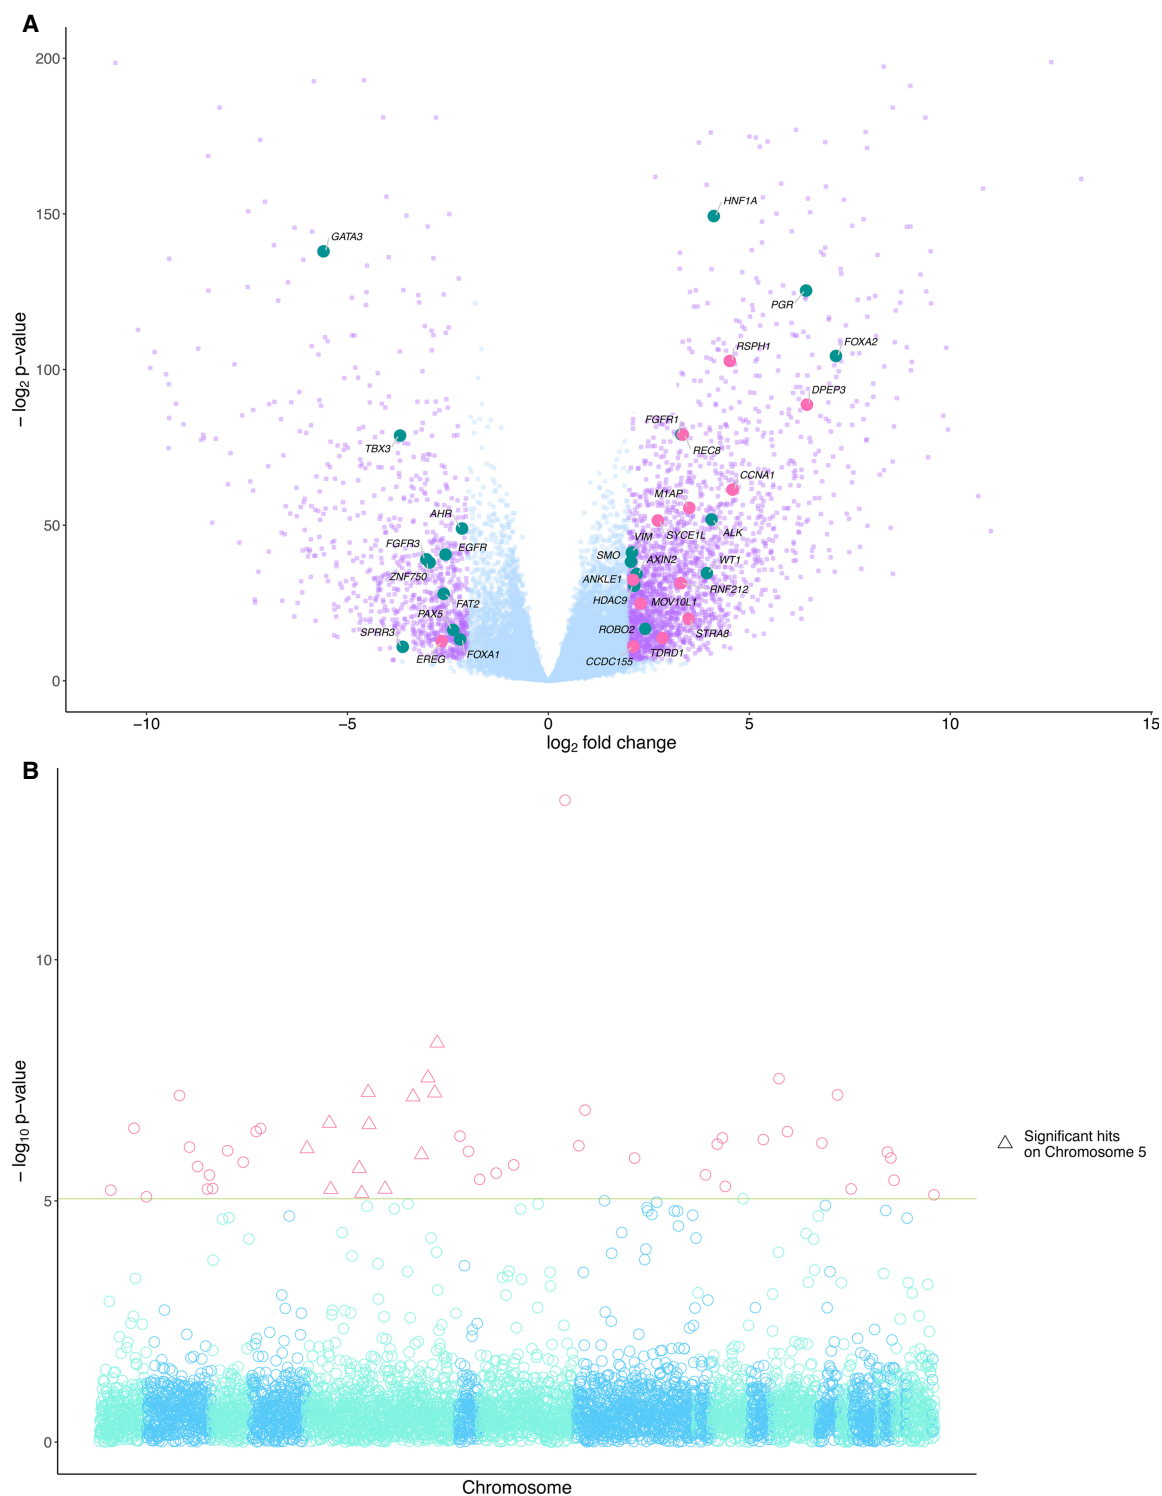 A
200
150
100
50
0
− log2 p−value
HNF1A
GATA3
PGR
RSPH1
FOXA2
DPEP3
FGFR1
TBX3
REC8
CCNA1
M1AP
AHR
VIM
SYCE1L
ALK
FGFR3
EGFR
SMO
AXIN2
WT1
ZNF750
ANKLE1
RNF212
FAT2
HDAC9
MOV10L1
PAX5
SPRR3
ROBO2
STRA8
EREG
FOXA1
CCDC155
TDRD1
−10
−5
0
5
10
15
log2 fold change
B
10
5
0
− log10 p−value
Significant hits
on Chromosome 5
Chromosome